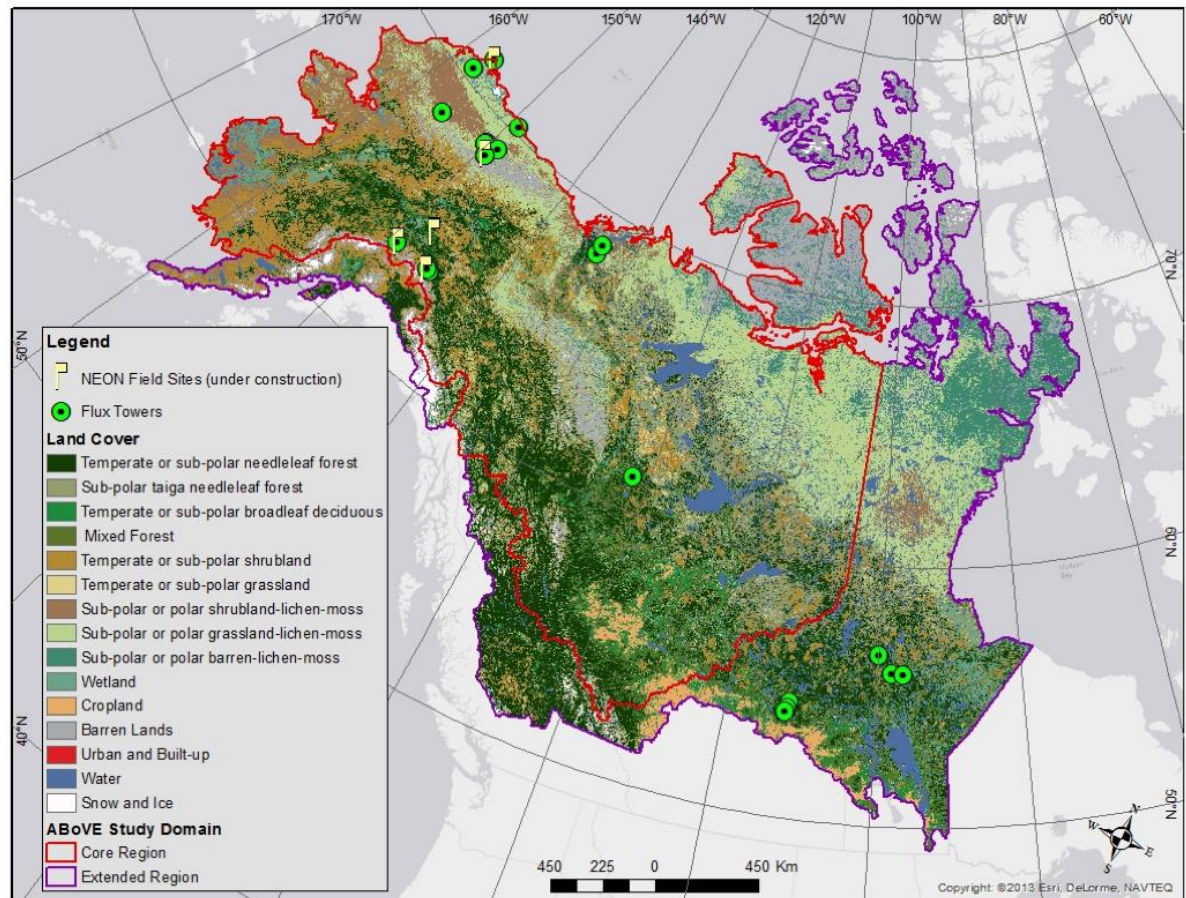 170°W 160°W 150°W 140°W 120°W 100°W 80°W 60°W
70°N
60°N
50°N
50°N
40°N
Legend
NEON Field Sites (under construction)
Flux Towers
Land Cover
Temperate or sub-polar needleleaf forest
Sub-polar taiga needleleaf forest
Temperate or sub-polar broadleaf deciduous
Mixed Forest
Temperate or sub-polar shrubland
Temperate or sub-polar grassland
Sub-polar or polar shrubland-lichen-moss
Sub-polar or polar grassland-lichen-moss
Sub-polar or polar barren-lichen-moss
Wetland
Cropland
Barren Lands
Urban and Built-up
Water
Snow and Ice
ABoVE Study Domain
Core Region
Extended Region
450 225 0 450 Km
N
W
E
S
Copyright: ©2013 Esri, DeLorme, NAVTEQ